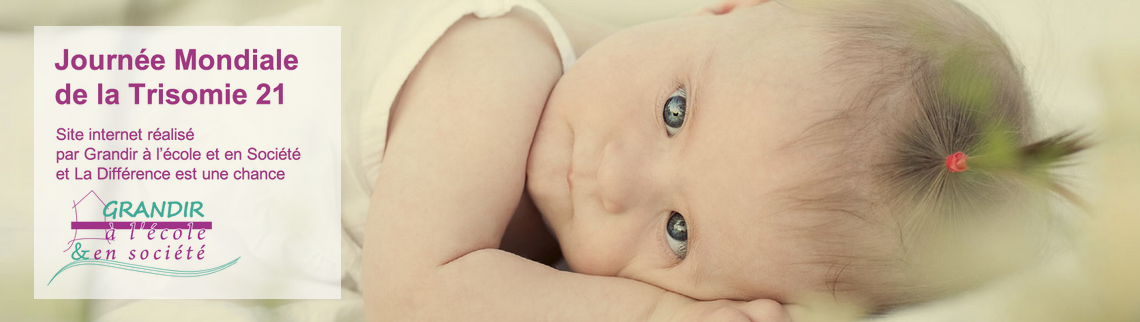 Journée Mondiale
de la Trisomie 21
Site internet réalisé
par Grandir à l'école et en Société
et La Différence est une chance
GRANDIR
à l'école
& en société